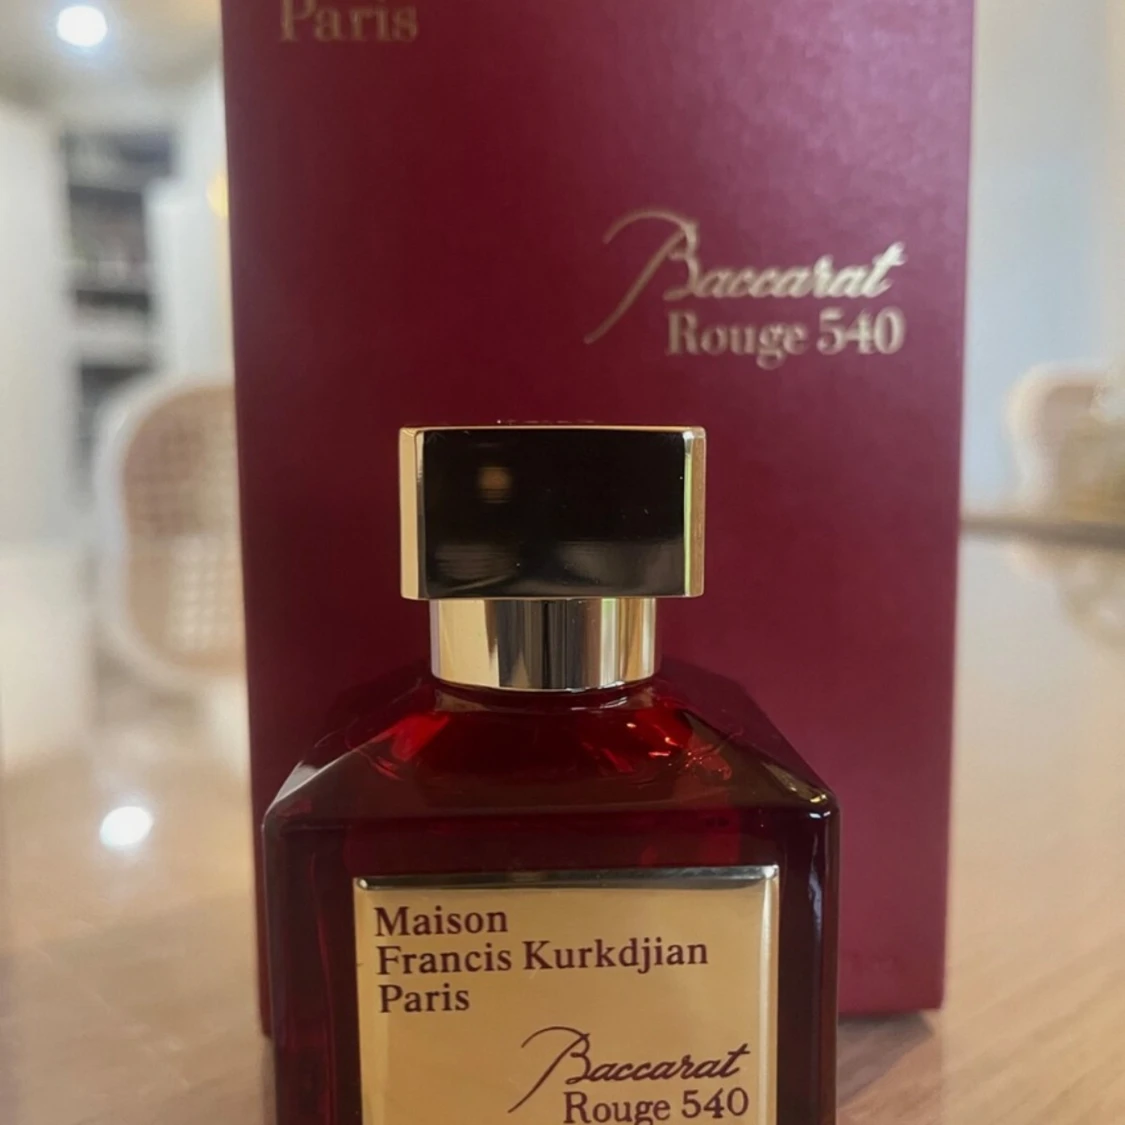 Paris
Baccarat
Rouge 540
Maison
Francis Kurkdjian
Paris
Baccarat
Rouge 540